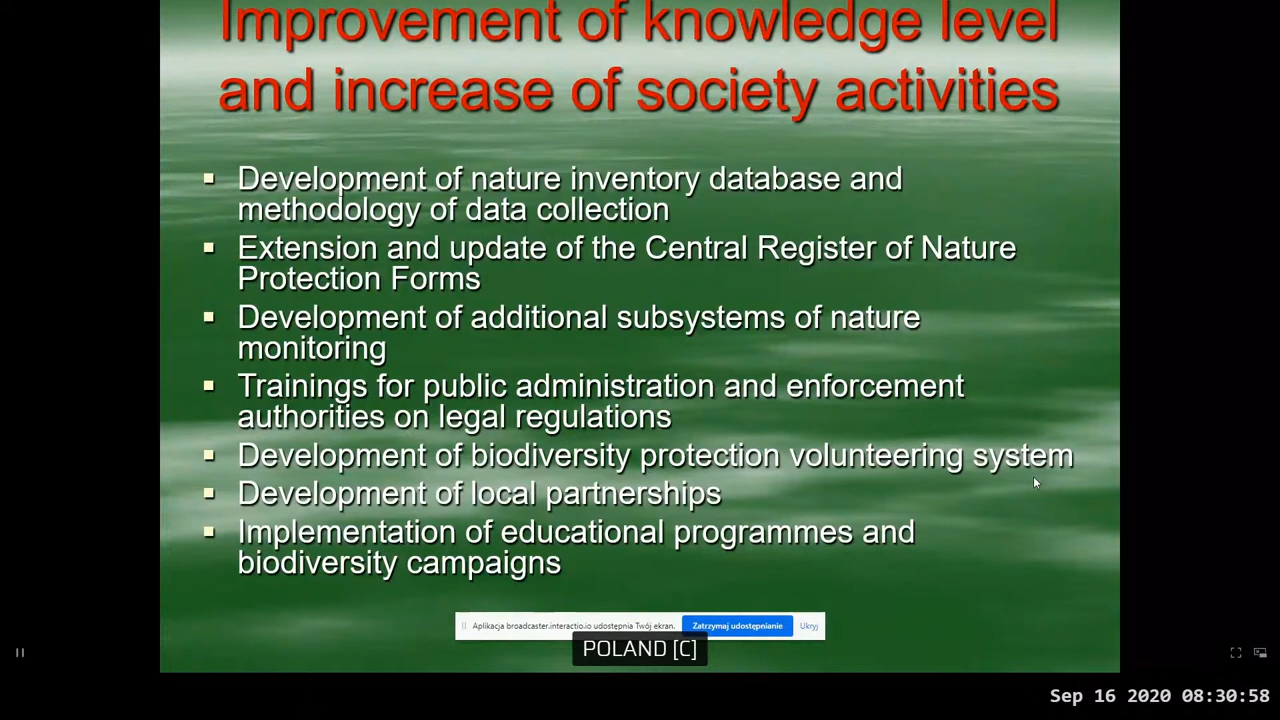 Improvement of knowledge level
and increase of society activities
▪ Development of nature inventory database and
methodology of data collection
▪ Extension and update of the Central Register of Nature
Protection Forms
▪ Development of additional subsystems of nature
monitoring
▪ Trainings for public administration and enforcement
authorities on legal regulations
▪ Development of biodiversity protection volunteering system
▪ Development of local partnerships
▪ Implementation of educational programmes and
biodiversity campaigns
Aplikacja broadcaster.interactio.io udostępnia Twój ekran. Zatrzymaj udostępnianie Ukryj
POLAND [C]
Sep 16 2020 08:30:58